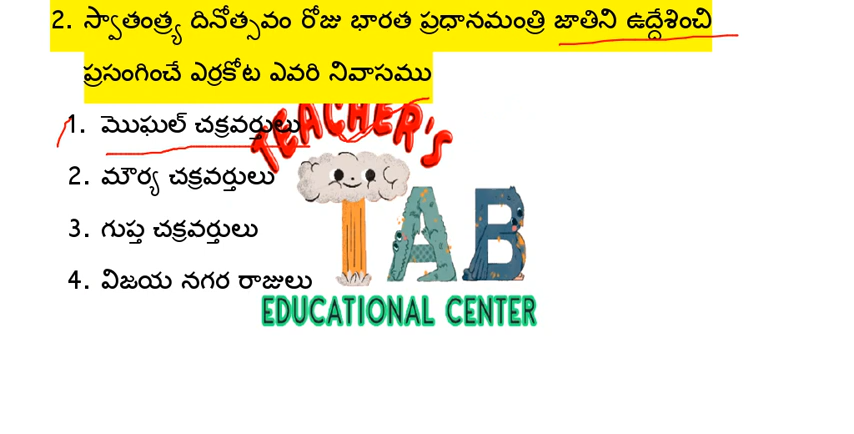 2. స్వాతంత్ర్య దినోత్సవం రోజు భారత ప్రధానమంత్రి జాతిని ఉద్దేశించి
ప్రసంగించే ఎర్రకోట ఎవరి నివాసము
1. మొఘల్ చక్రవర్తులు
TEACHER'S
2. మౌర్య చక్రవర్తులు
TAB
3. గుప్త చక్రవర్తులు
4. విజయ నగర రాజులు
EDUCATIONAL CENTER